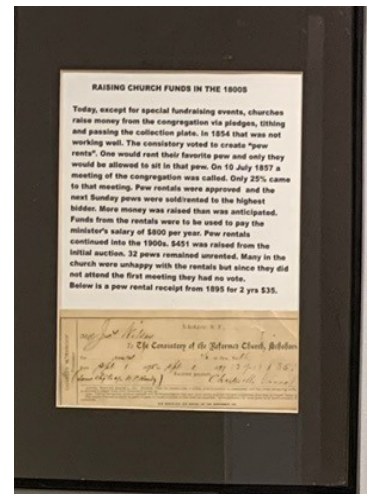 RAISING CHURCH FUNDS IN THE 1800S
Today, except for special fundraising events, churches
raise money from the congregation via pledges, tithing
and passing the collection plate. In 1854 that was not
working well. The consistory voted to create "pew
rents". One would rent their favorite pew and only they
would be allowed to sit in that pew. On 10 July 1857 a
meeting of the congregation was called. Only 25% came
to that meeting. Pew rentals were approved and the
next Sunday pews were sold/rented to the highest
bidder. More money was raised than was anticipated.
Funds from the rentals were to be used to pay the
minister's salary of $800 per year. Pew rentals
continued into the 1900s. $451 was raised from the
initial auction. 32 pews remained unrented. Many in the
church were unhappy with the rentals but since they did
not attend the first meeting they had no vote.
Below is a pew rental receipt from 1895 for 2 yrs $35.
To The Consistory of the Reformed Church,